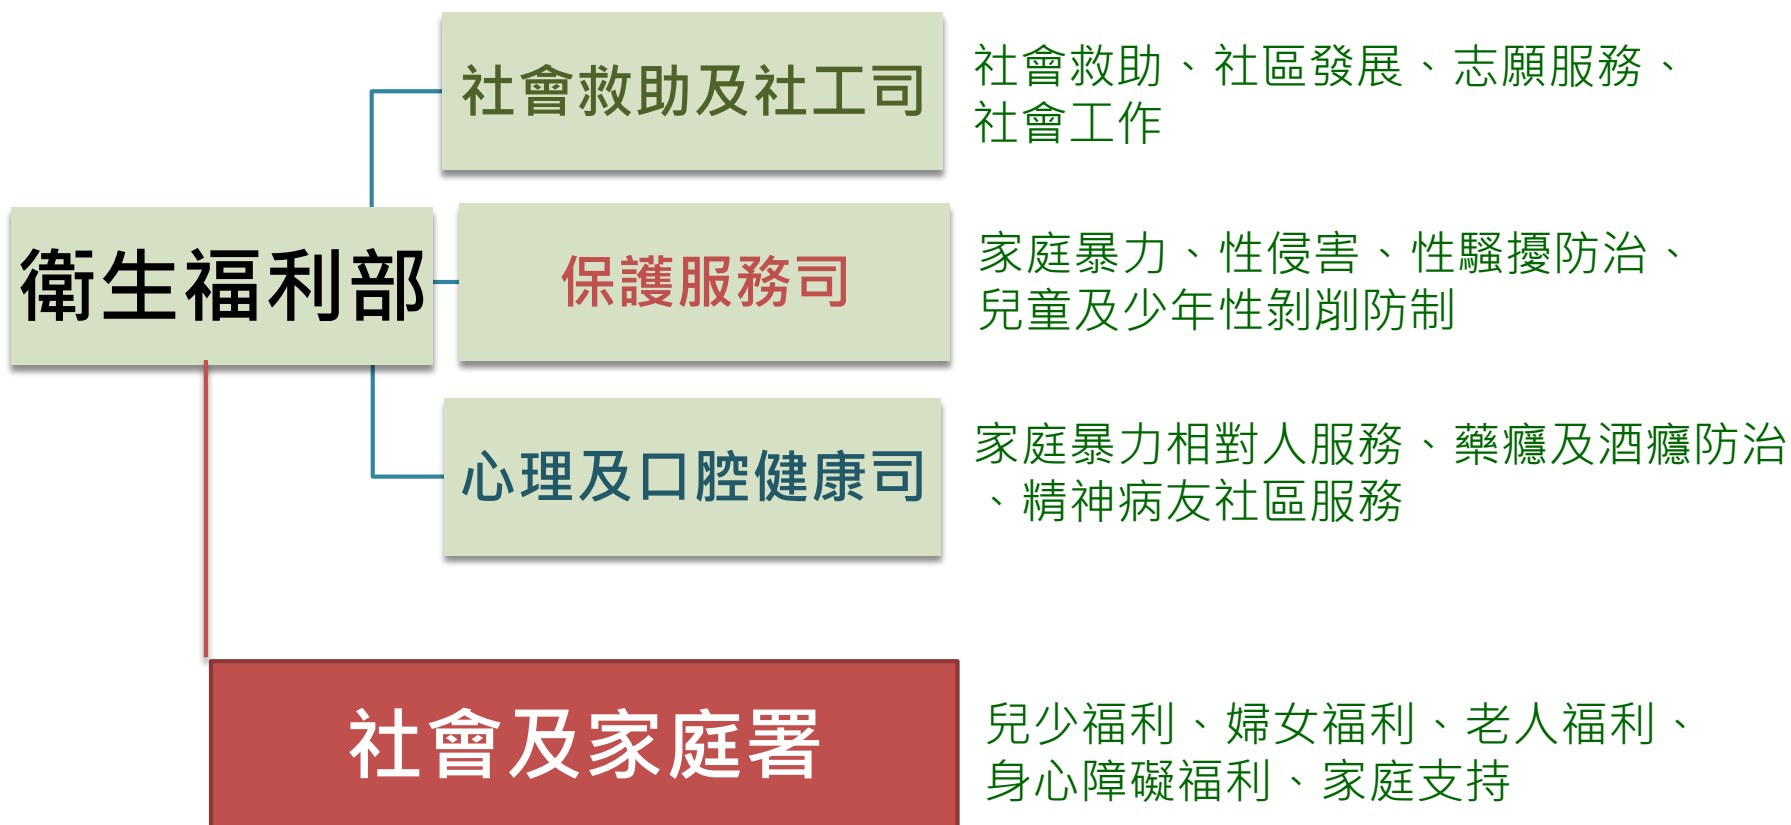 社會救助及社工司
社會救助、社區發展、志願服務、
社會工作
衛生福利部
保護服務司
家庭暴力、性侵害、性騷擾防治、
兒童及少年性剝削防制
心理及口腔健康司
家庭暴力相對人服務、藥癮及酒癮防治
、精神病友社區服務
社會及家庭署
兒少福利、婦女福利、老人福利、
身心障礙福利、家庭支持